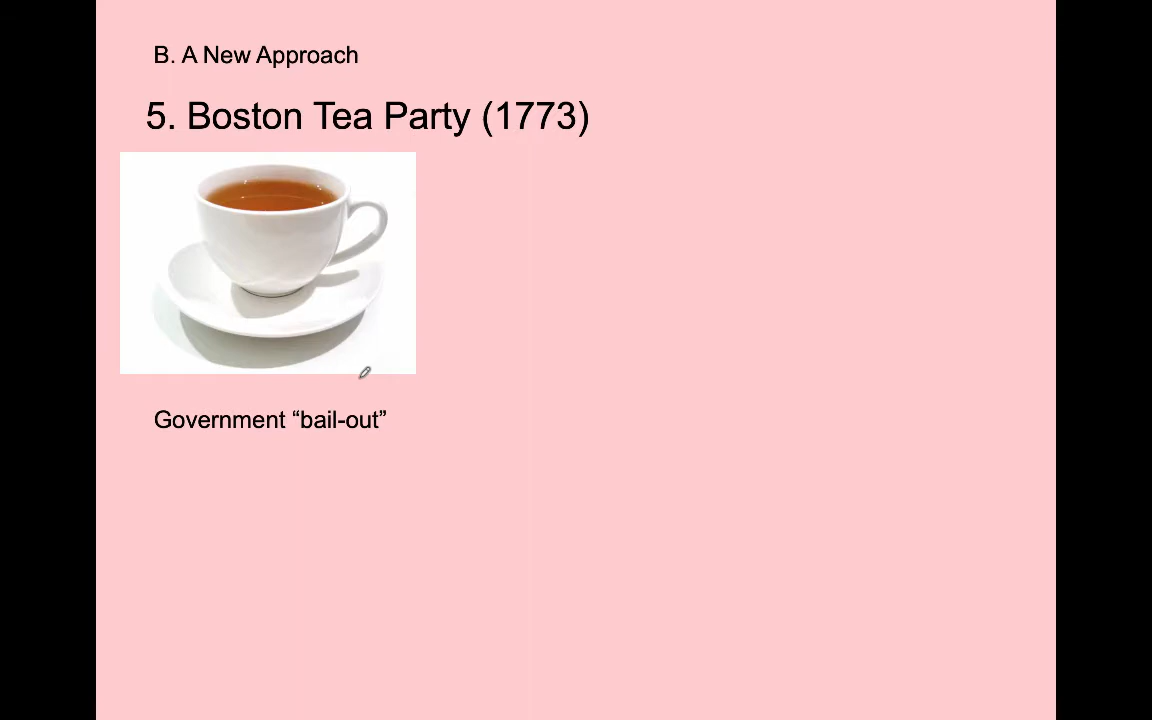 B. A New Approach
5. Boston Tea Party (1773)
Government “bail-out”